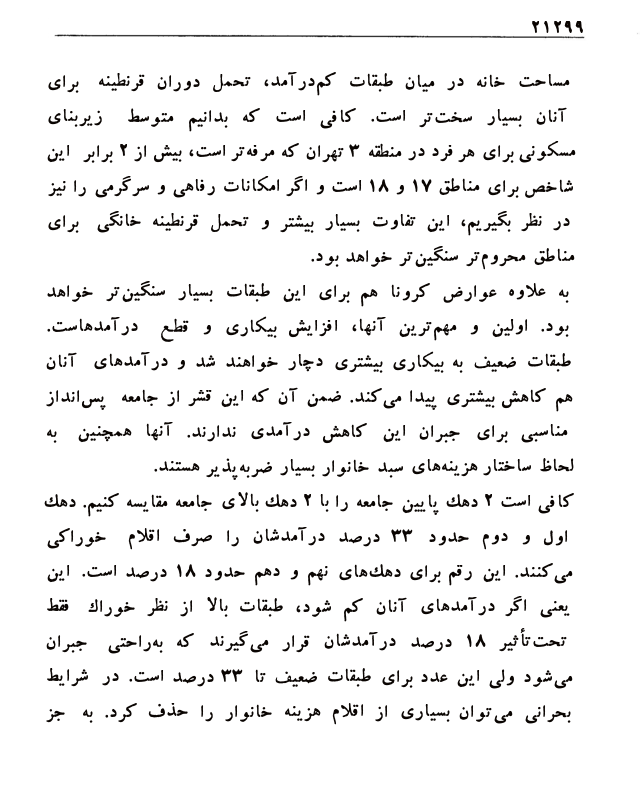 ۲۱۲۹۹
مساحت خانه در میان طبقات کم‌درآمد، تحمل دوران قرنطینه برای
آنان بسیار سخت‌تر است. کافی است که بدانیم متوسط زیربنای
مسکونی برای هر فرد در منطقه ۳ تهران که مرفه‌تر است، بیش از ۲ برابر این
شاخص برای مناطق ۱۷ و ۱۸ است و اگر امکانات رفاهی و سرگرمی را نیز
در نظر بگیریم، این تفاوت بسیار بیشتر و تحمل قرنطینه خانگی برای
مناطق محروم‌تر سنگین‌تر خواهد بود.
به علاوه عوارض کرونا هم برای این طبقات بسیار سنگین‌تر خواهد
بود. اولین و مهم‌ترین آنها، افزایش بیکاری و قطع درآمدهاست.
طبقات ضعیف به بیکاری بیشتری دچار خواهند شد و درآمدهای آنان
هم کاهش بیشتری پیدا می‌کند. ضمن آن که این قشر از جامعه پس‌انداز
مناسبی برای جبران این کاهش درآمدی ندارند. آنها همچنین به
لحاظ ساختار هزینه‌های سبد خانوار بسیار ضربه‌پذیر هستند.
کافی است ۲ دهك پایین جامعه را با ۲ دهك بالای جامعه مقایسه کنیم. دهك
اول و دوم حدود ۳۳ درصد درآمدشان را صرف اقلام خوراکی
می‌کنند. این رقم برای دهك‌های نهم و دهم حدود ۱۸ درصد است. این
یعنی اگر درآمدهای آنان کم شود، طبقات بالا از نظر خوراك فقط
تحت‌تأثیر ۱۸ درصد درآمدشان قرار می‌گیرند که به‌راحتی جبران
می‌شود ولی این عدد برای طبقات ضعیف تا ۳۳ درصد است. در شرایط
بحرانی می‌توان بسیاری از اقلام هزینه خانوار را حذف کرد. به جز